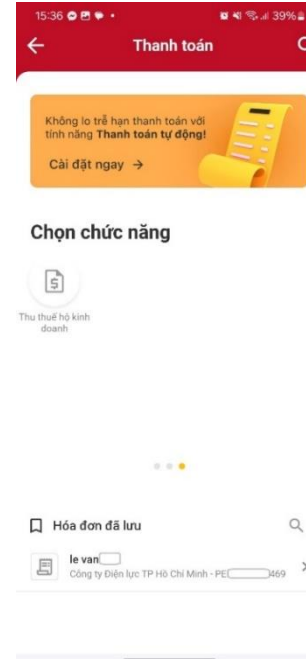 15:36
39%
Thanh toán
Không lo trễ hạn thanh toán với
tính năng Thanh toán tự động!
Cài đặt ngay →
Chọn chức năng
Thu thuế hộ kinh
doanh
Hóa đơn đã lưu
le van
Công ty Điện lực TP Hồ Chí Minh - PE 469